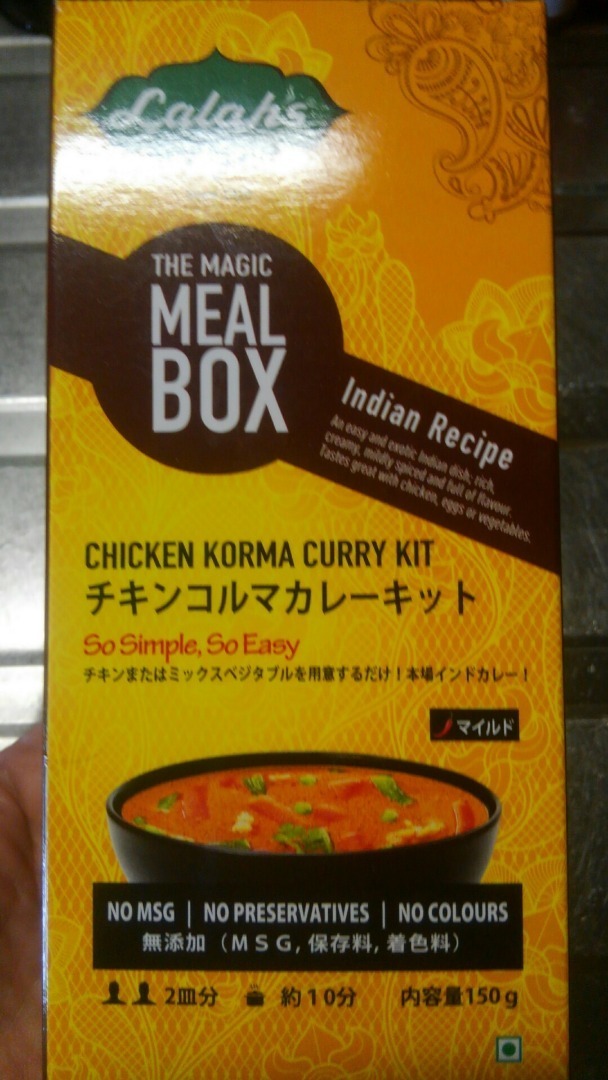 Lalah's
THE MAGIC
MEAL
BOX
Indian Recipe
An easy and exotic Indian dish; rich,
creamy, mildly spiced and full of flavour.
Tastes great with chicken, eggs or vegetables.
CHICKEN KORMA CURRY KIT
チキンコルマカレーキット
So Simple, So Easy
チキンまたはミックスベジタブルを用意するだけ！本場インドカレー！
マイルド
NO MSG | NO PRESERVATIVES | NO COLOURS
無添加（ＭＳＧ, 保存料, 着色料）
2皿分 約１０分 内容量150g